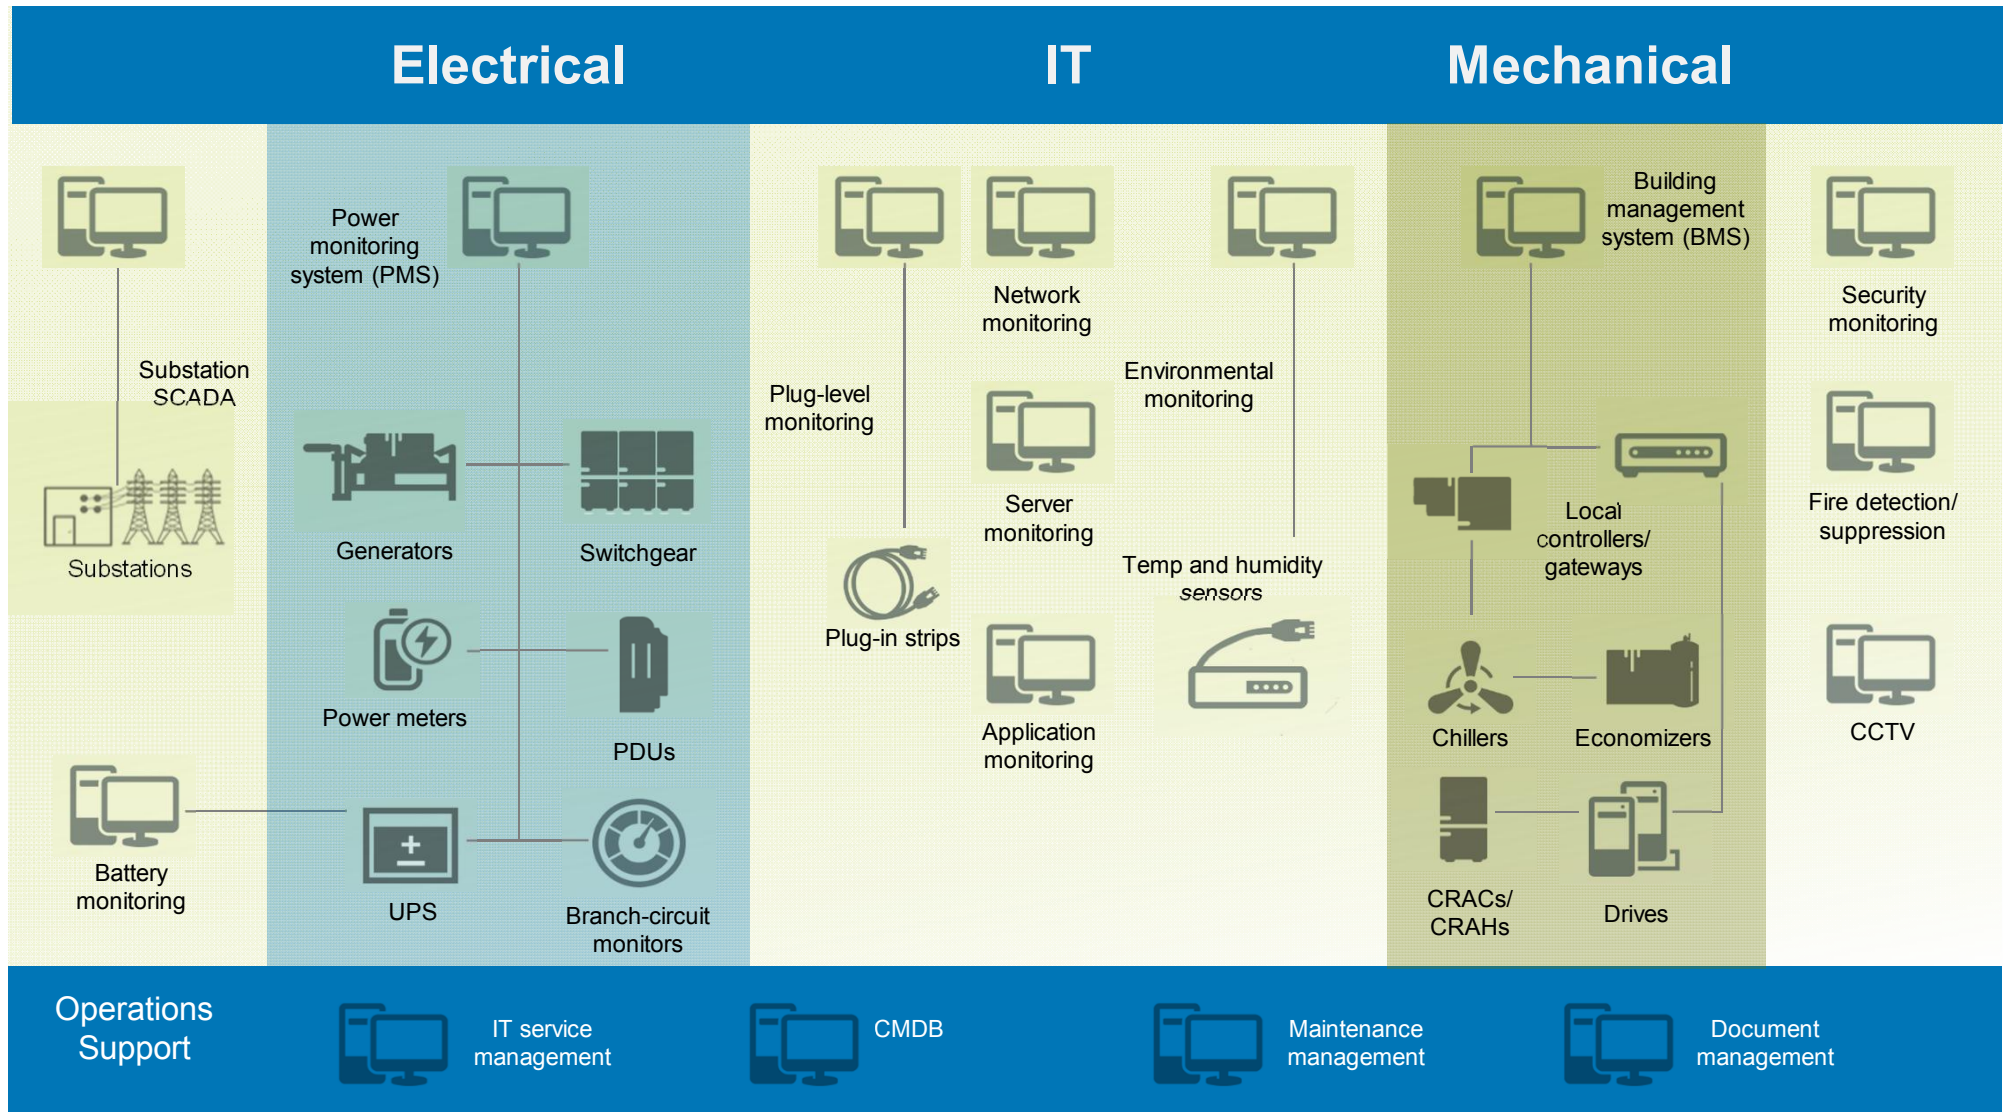 Electrical
IT
Mechanical
Power
monitoring
system (PMS)
Substation
SCADA
Substations
Generators
Switchgear
Power meters
PDUs
Battery
monitoring
UPS
Branch-circuit
monitors
Plug-level
monitoring
Plug-in strips
Network
monitoring
Server
monitoring
Application
monitoring
Environmental
monitoring
Temp and humidity
sensors
Building
management
system (BMS)
Local
controllers/
gateways
Chillers
Economizers
CRACs/
CRAHs
Drives
Security
monitoring
Fire detection/
suppression
CCTV
Operations
Support
IT service
management
CMDB
Maintenance
management
Document
management